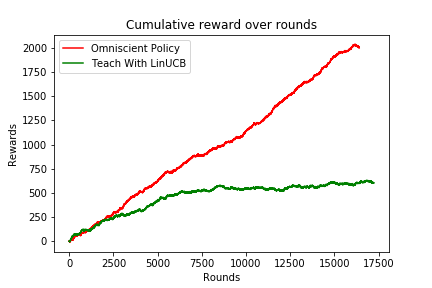 Cumulative reward over rounds
Omniscient Policy
Teach With LinUCB
Rewards
2000
1750
1500
1250
1000
750
500
250
0
0 2500 5000 7500 10000 12500 15000 17500
Rounds